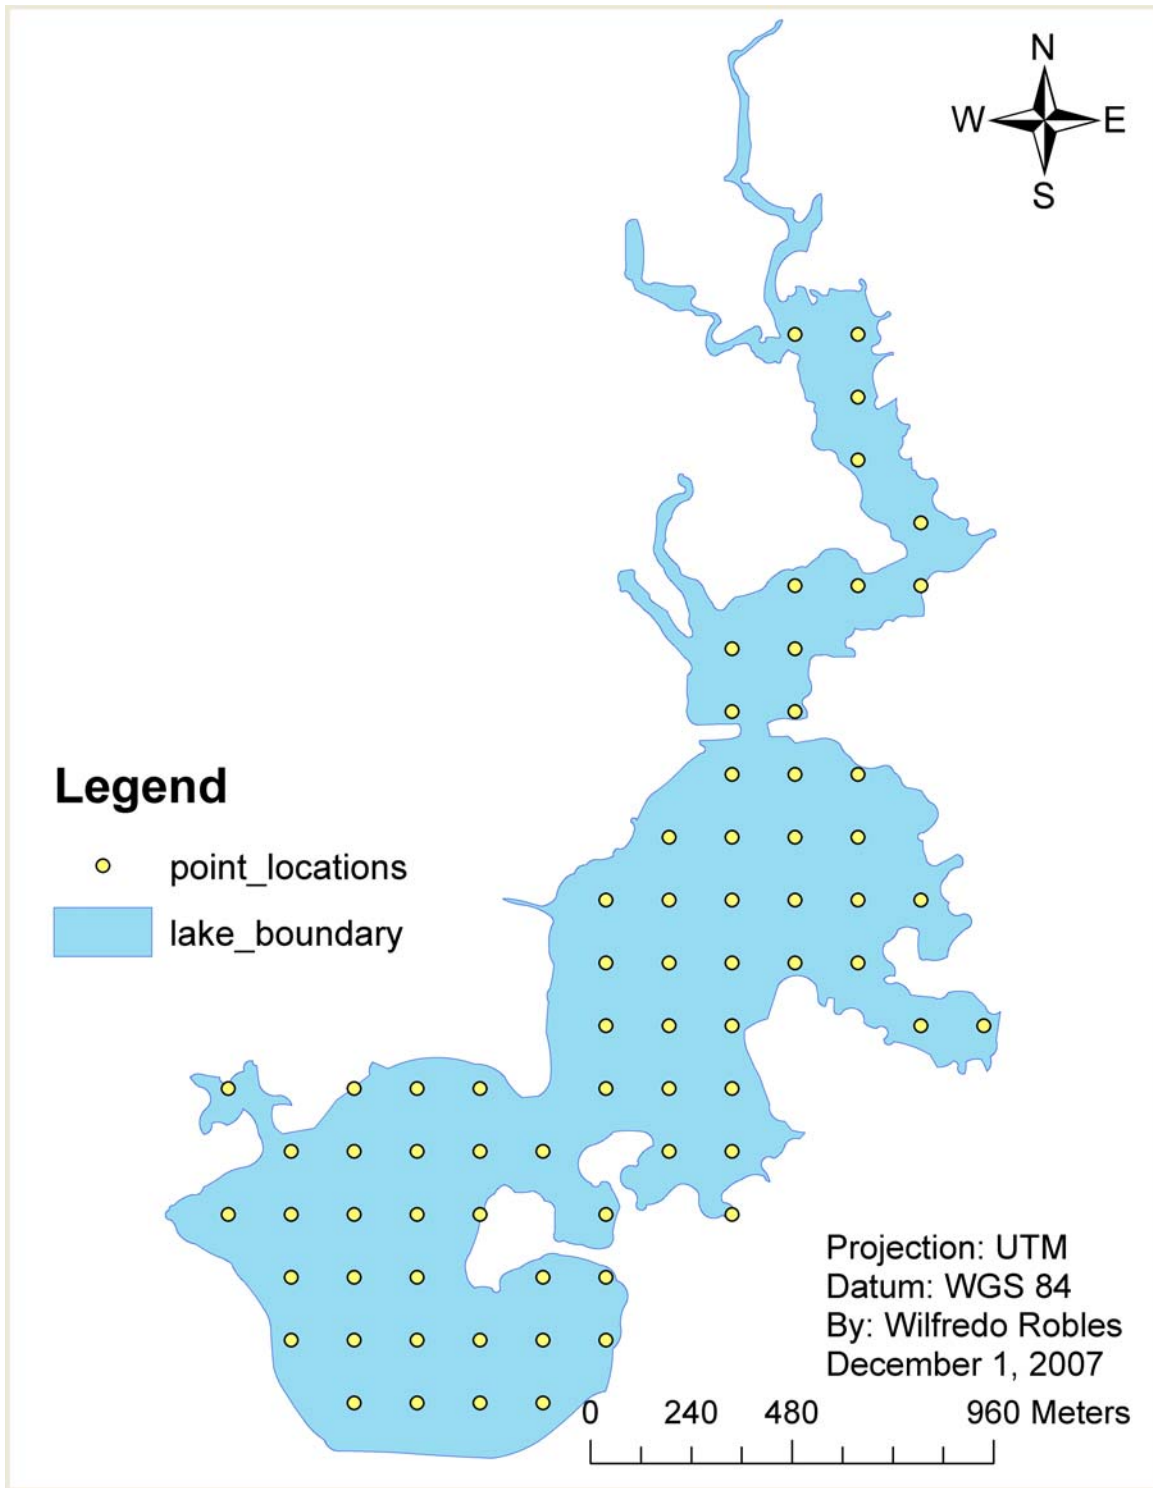 N
W E
S
Legend
point_locations
lake_boundary
Projection: UTM
Datum: WGS 84
By: Wilfredo Robles
December 1, 2007
0 240 480 960 Meters